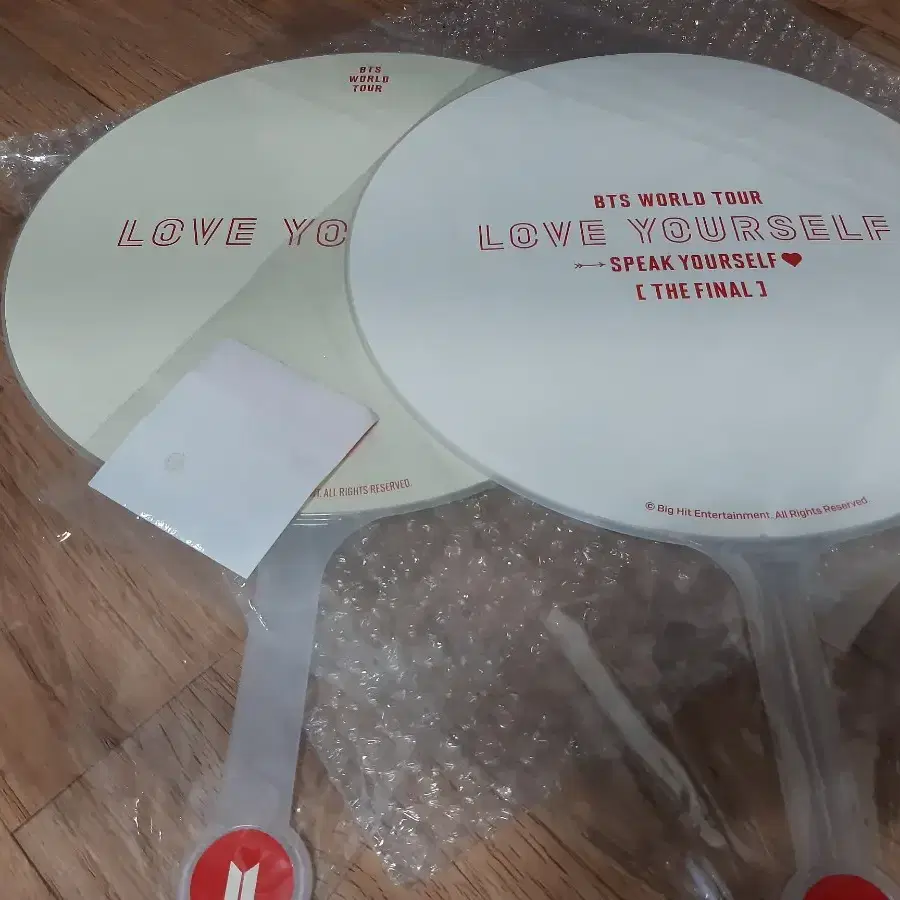 BTS
WORLD
TOUR
LOVE YO
T. ALL RIGHTS RESERVED.
BTS WORLD TOUR
LOVE YOURSELF
SPEAK YOURSELF
[ THE FINAL ]
© Big Hit Entertainment. All Rights Reserved.